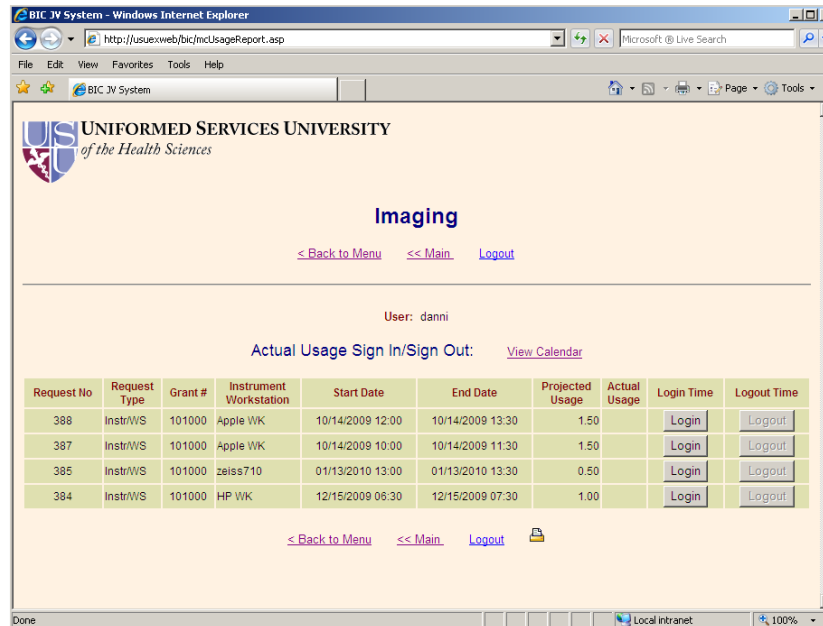 BIC JV System - Windows Internet Explorer
http://usuexweb/bic/mcUsageReport.asp
Microsoft ® Live Search
File Edit View Favorites Tools Help
BIC JV System
Page Tools
US
U
UNIFORMED SERVICES UNIVERSITY
of the Health Sciences
Imaging
< Back to Menu << Main Logout
User: danni
Actual Usage Sign In/Sign Out: View Calendar
Request No Request Type Grant # Instrument Workstation Start Date End Date Projected Usage Actual Usage Login Time Logout Time
388 Instr/WS 101000 Apple WK 10/14/2009 12:00 10/14/2009 13:30 1.50 Login Logout
387 Instr/WS 101000 Apple WK 10/14/2009 10:00 10/14/2009 11:30 1.50 Login Logout
385 Instr/WS 101000 zeiss710 01/13/2010 13:00 01/13/2010 13:30 0.50 Login Logout
384 Instr/WS 101000 HP WK 12/15/2009 06:30 12/15/2009 07:30 1.00 Login Logout
< Back to Menu << Main Logout
Done Local intranet 100%